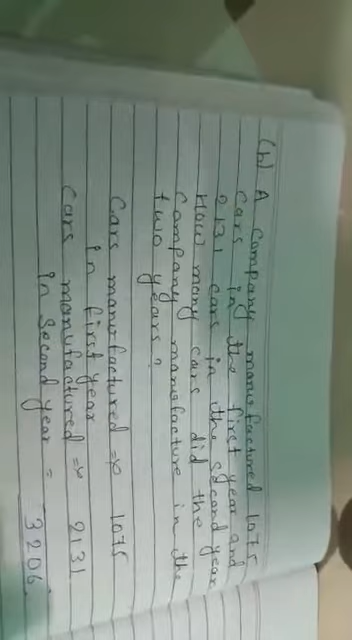 (b) A Company manufactured 1075
cars in the first year and
2131 cars in the second year
How many cars did the
Company manufacture in the
two years?
Cars manufactured => 1075
in first year
Cars manufactured => 2131
in second year =
3206